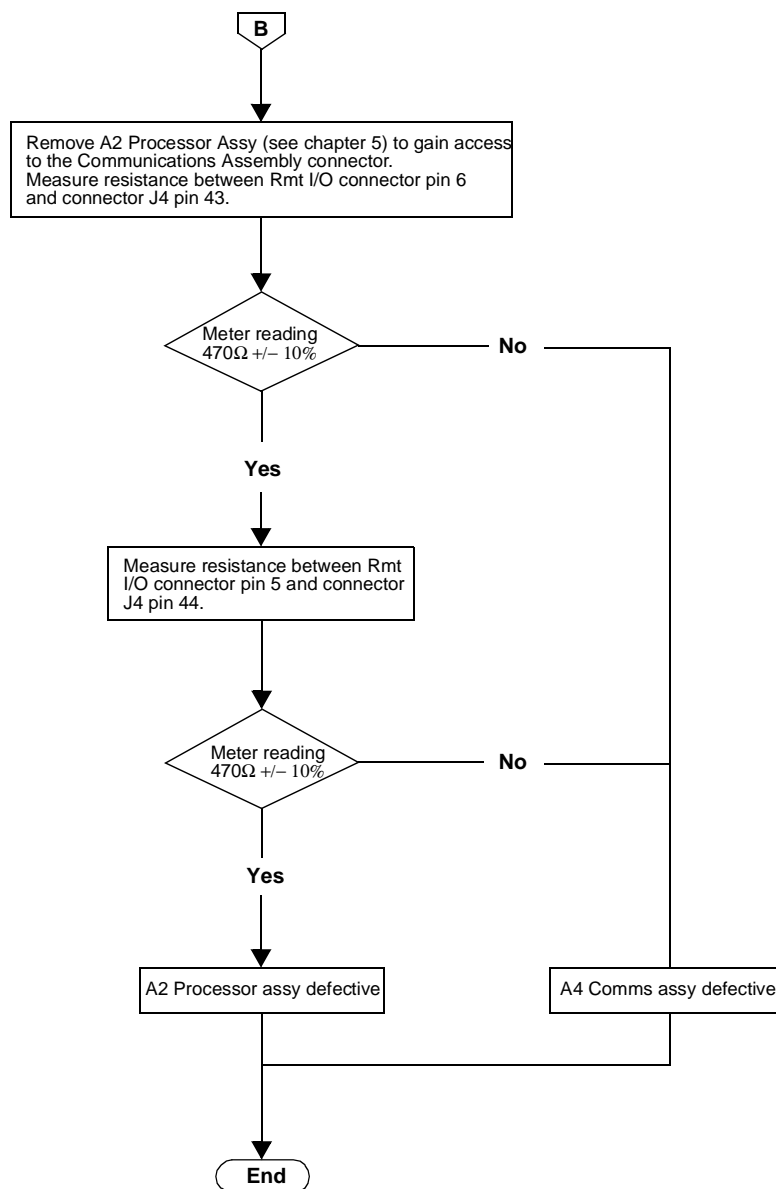 B
Remove A2 Processor Assy (see chapter 5) to gain access
to the Communications Assembly connector.
Measure resistance between Rmt I/O connector pin 6
and connector J4 pin 43.
Meter reading
470Ω +/− 10%
No
Yes
Measure resistance between Rmt
I/O connector pin 5 and connector
J4 pin 44.
Meter reading
470Ω +/− 10%
No
Yes
A2 Processor assy defective
A4 Comms assy defective
End